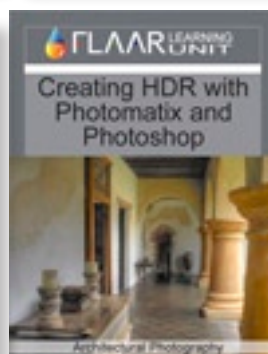 FLAAR LEARNING
UNIT
Creating HDR with
Photomatix and
Photoshop
Architectural Photography